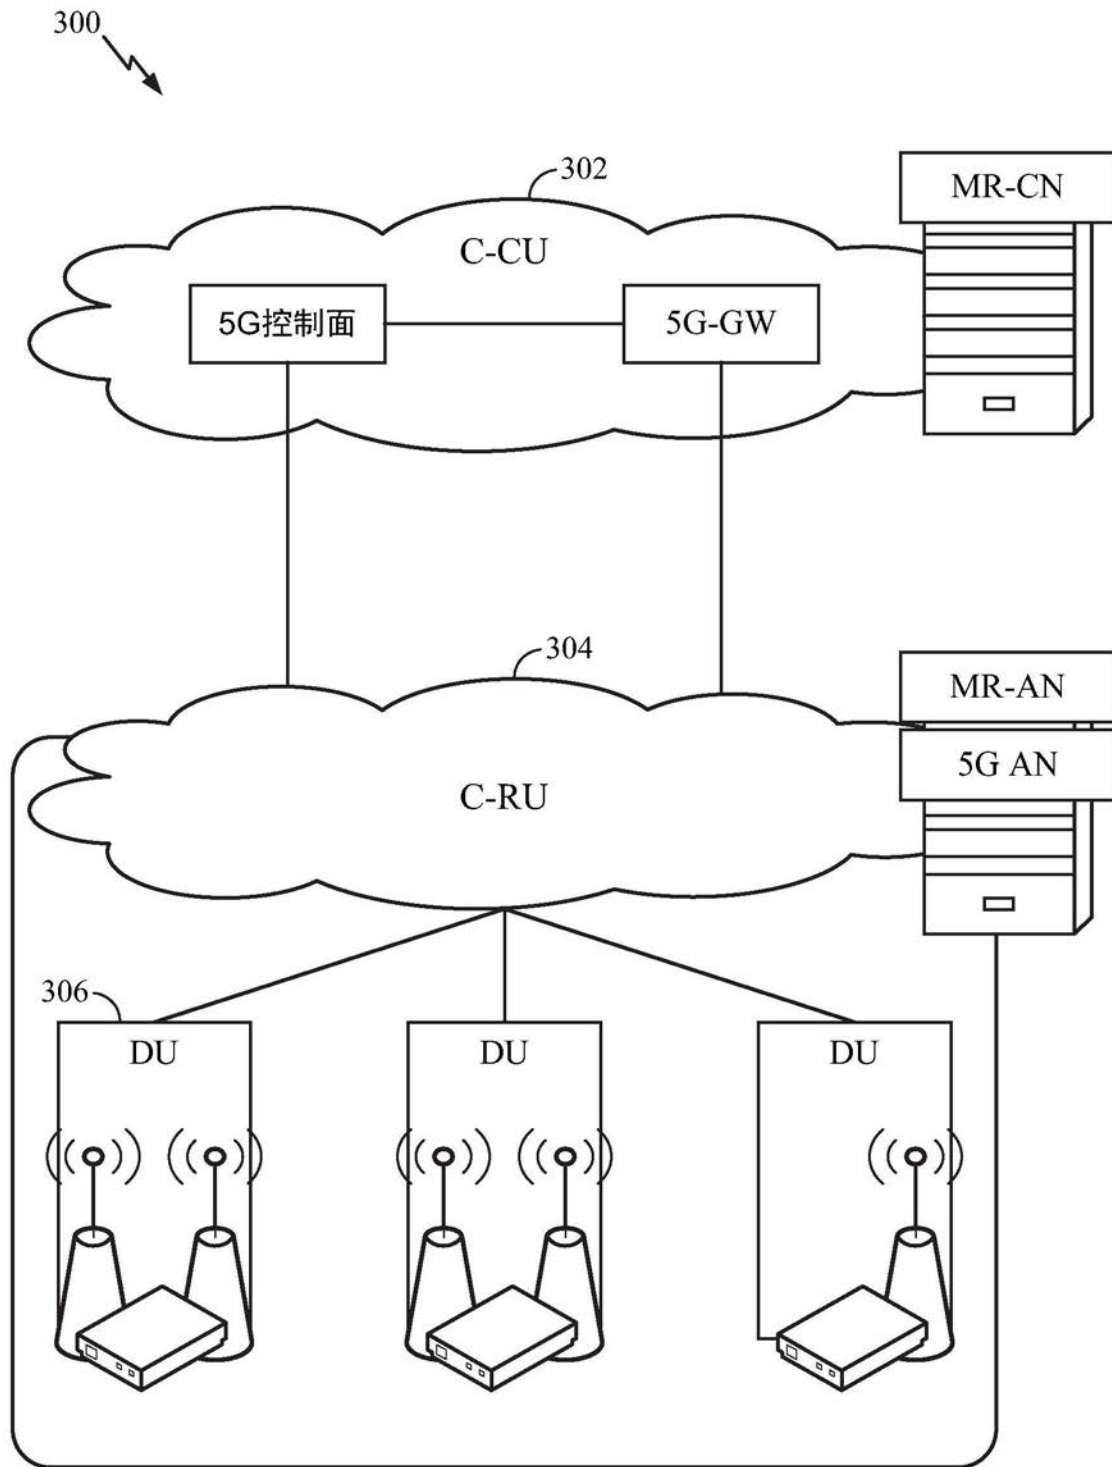 300
302
MR-CN
C-CU
5G控制面
5G-GW
304
MR-AN
5G AN
C-RU
306
DU
DU
DU